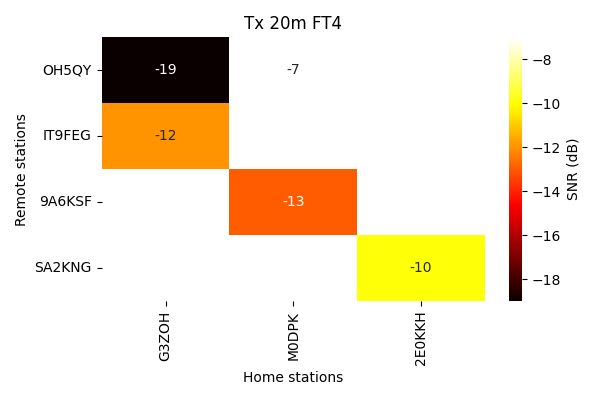 Tx 20m FT4
Remote stations
OH5QY -19 -7
IT9FEG -12
9A6KSF -13
SA2KNG -10
G3ZOH M0DPK 2E0KKH
Home stations
−8
−10
−12
−14
−16
−18
SNR (dB)